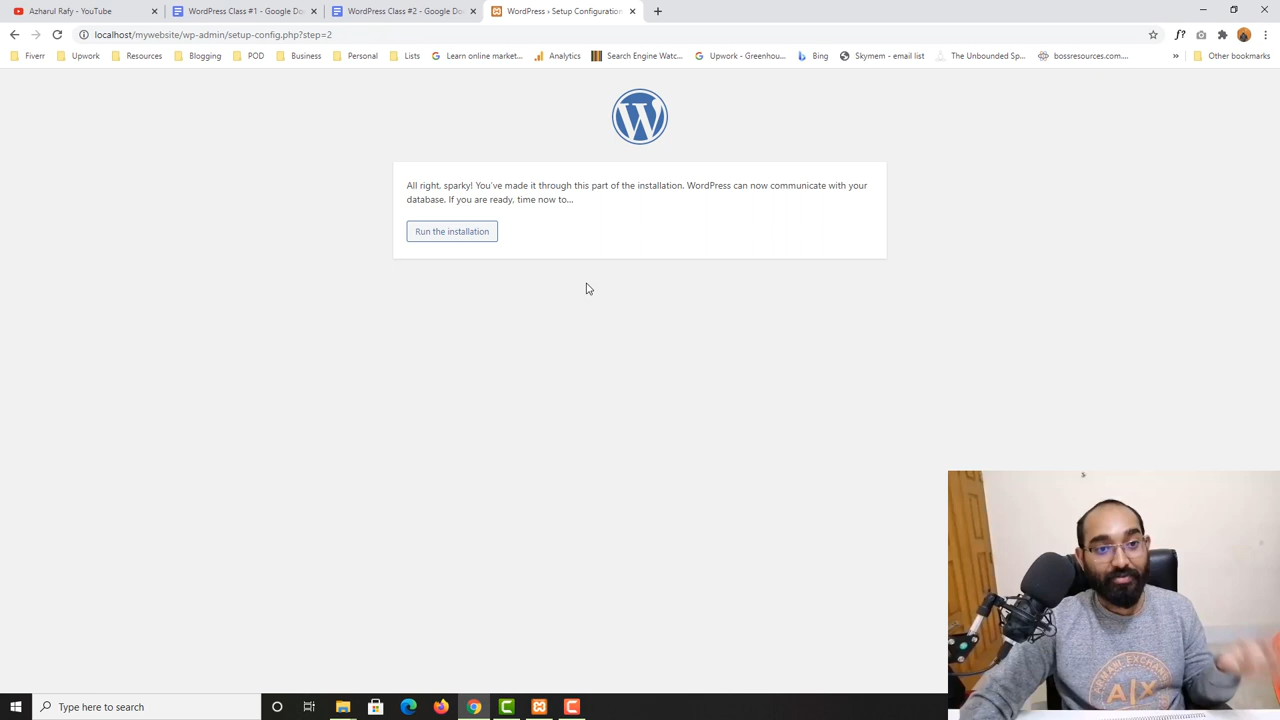 Azharul Rafy - YouTube
WordPress Class #1 - Google Do
WordPress Class #2 - Google Do
WordPress › Setup Configuration
localhost/mywebsite/wp-admin/setup-config.php?step=2
f?
Fiverr
Upwork
Resources
Blogging
POD
Business
Personal
Lists
Learn online market...
Analytics
Search Engine Watc...
Upwork - Greenhou...
Bing
Skymem - email list
The Unbounded Sp...
bossresources.com....
»
Other bookmarks
W
All right, sparky! You've made it through this part of the installation. WordPress can now communicate with your
database. If you are ready, time now to...
Run the installation
EXCHANGE
A|X
Type here to search